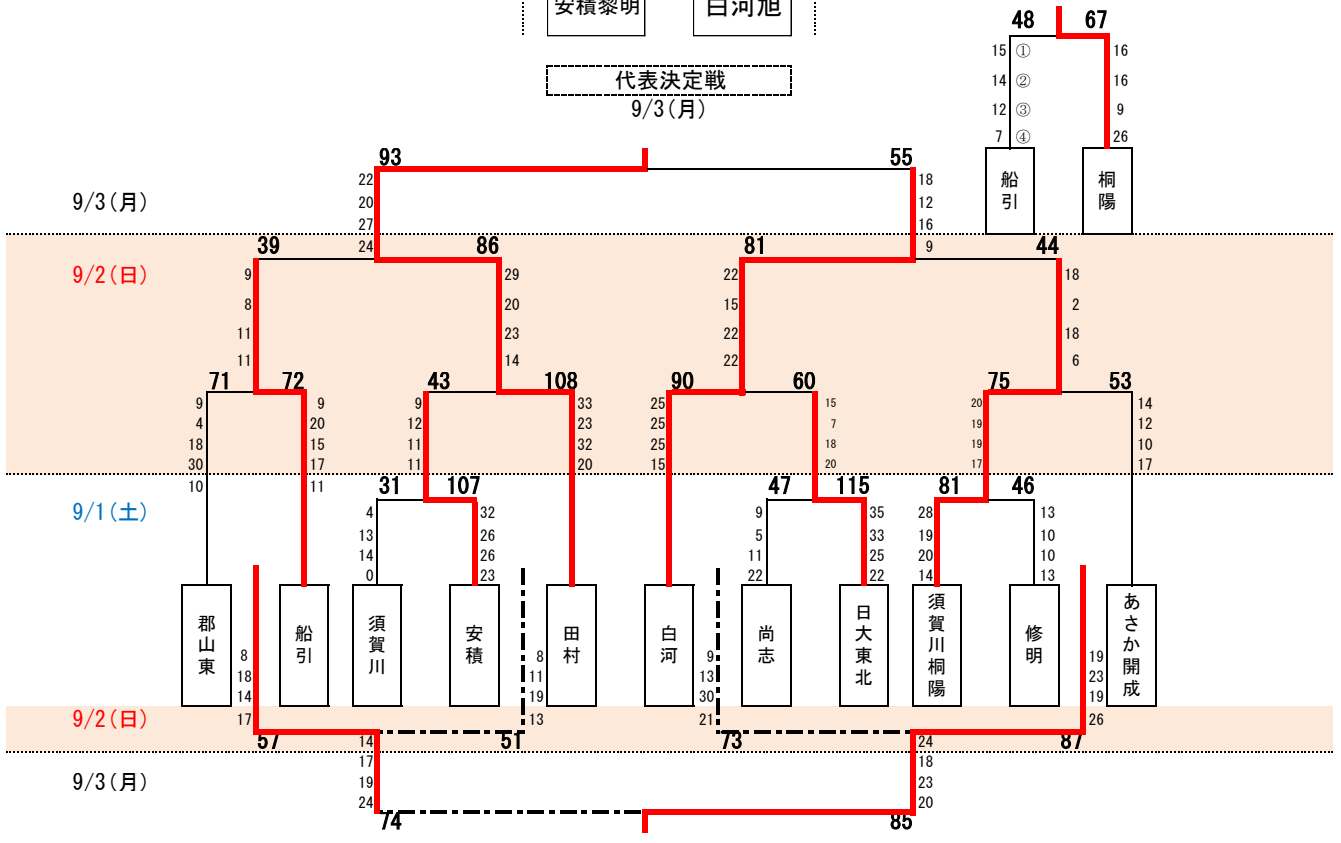 安積黎明 白河旭
48 67
15 ① 16
代表決定戦
14 ② 16
9/3(月)
12 ③ 9
7 ④ 26
93 55
船引 桐陽
22 18
9/3(月) 20 12
27 16
39 24 86 81 9 44
9/2(日) 9 29 22 18
8 20 15 2
11 23 22 18
11 14 22 6
71 72 43 108 90 60 75 53
9 9 9 33 25 15 20 14
4 20 12 23 25 7 19 12
18 15 11 32 25 18 19 10
30 17 11 20 15 20 17 17
10 11 31 107 47 115 81 46
9/1(土) 4 32 9 35 28 13
13 26 5 33 19 10
14 26 11 25 20 10
0 23 22 22 14 13
郡山東 船引 須賀川 安積 田村 白河 尚志 日大東北 須賀川桐陽 修明 あさか開成
8 8 9 19
18 11 13 23
14 19 30 19
9/2(日) 17 13 21 26
57 14 51 73 24 87
17 18
9/3(月) 19 23
24 20
74 85